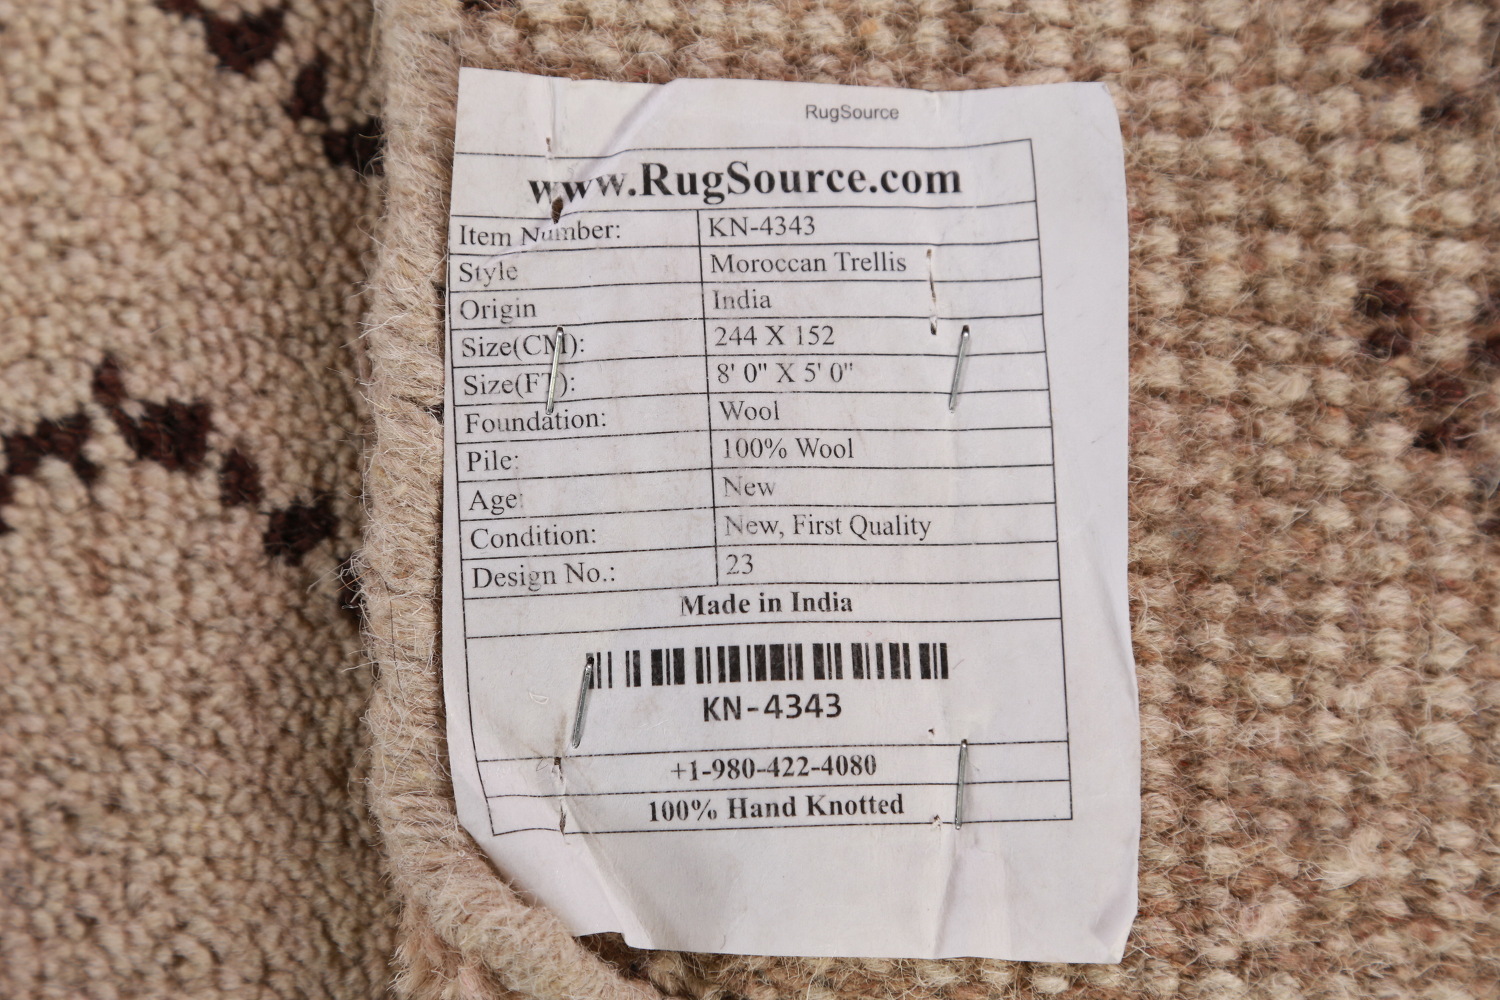 RugSource
www.RugSource.com
Item Number: KN-4343
Style Moroccan Trellis
Origin India
Size(CM): 244 X 152
Size(FT): 8' 0" X 5' 0"
Foundation: Wool
Pile: 100% Wool
Age: New
Condition: New, First Quality
Design No.: 23
Made in India
KN-4343
+1-980-422-4080
100% Hand Knotted